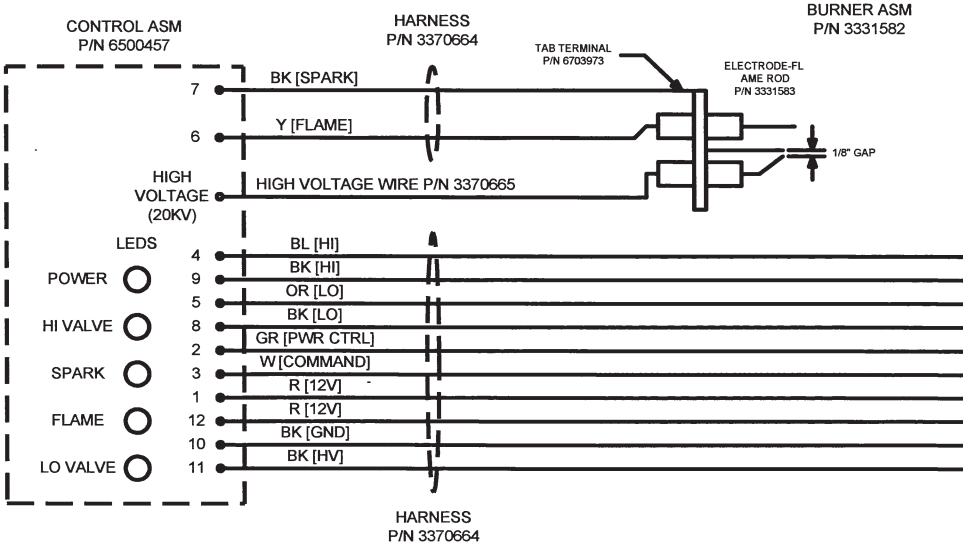 CONTROL ASM
P/N 6500457
HARNESS
P/N 3370664
BURNER ASM
P/N 3331582
TAB TERMINAL
P/N 6703973
ELECTRODE-FL
AME ROD
P/N 3331583
7 BK [SPARK]
6 Y [FLAME]
1/8" GAP
HIGH
VOLTAGE
(20KV)
HIGH VOLTAGE WIRE P/N 3370665
LEDS
4 BL [HI]
POWER 9 BK [HI]
5 OR [LO]
HI VALVE 8 BK [LO]
2 GR [PWR CTRL]
SPARK 3 W [COMMAND]
1 R [12V]
FLAME 12 R [12V]
10 BK [GND]
LO VALVE 11 BK [HV]
HARNESS
P/N 3370664